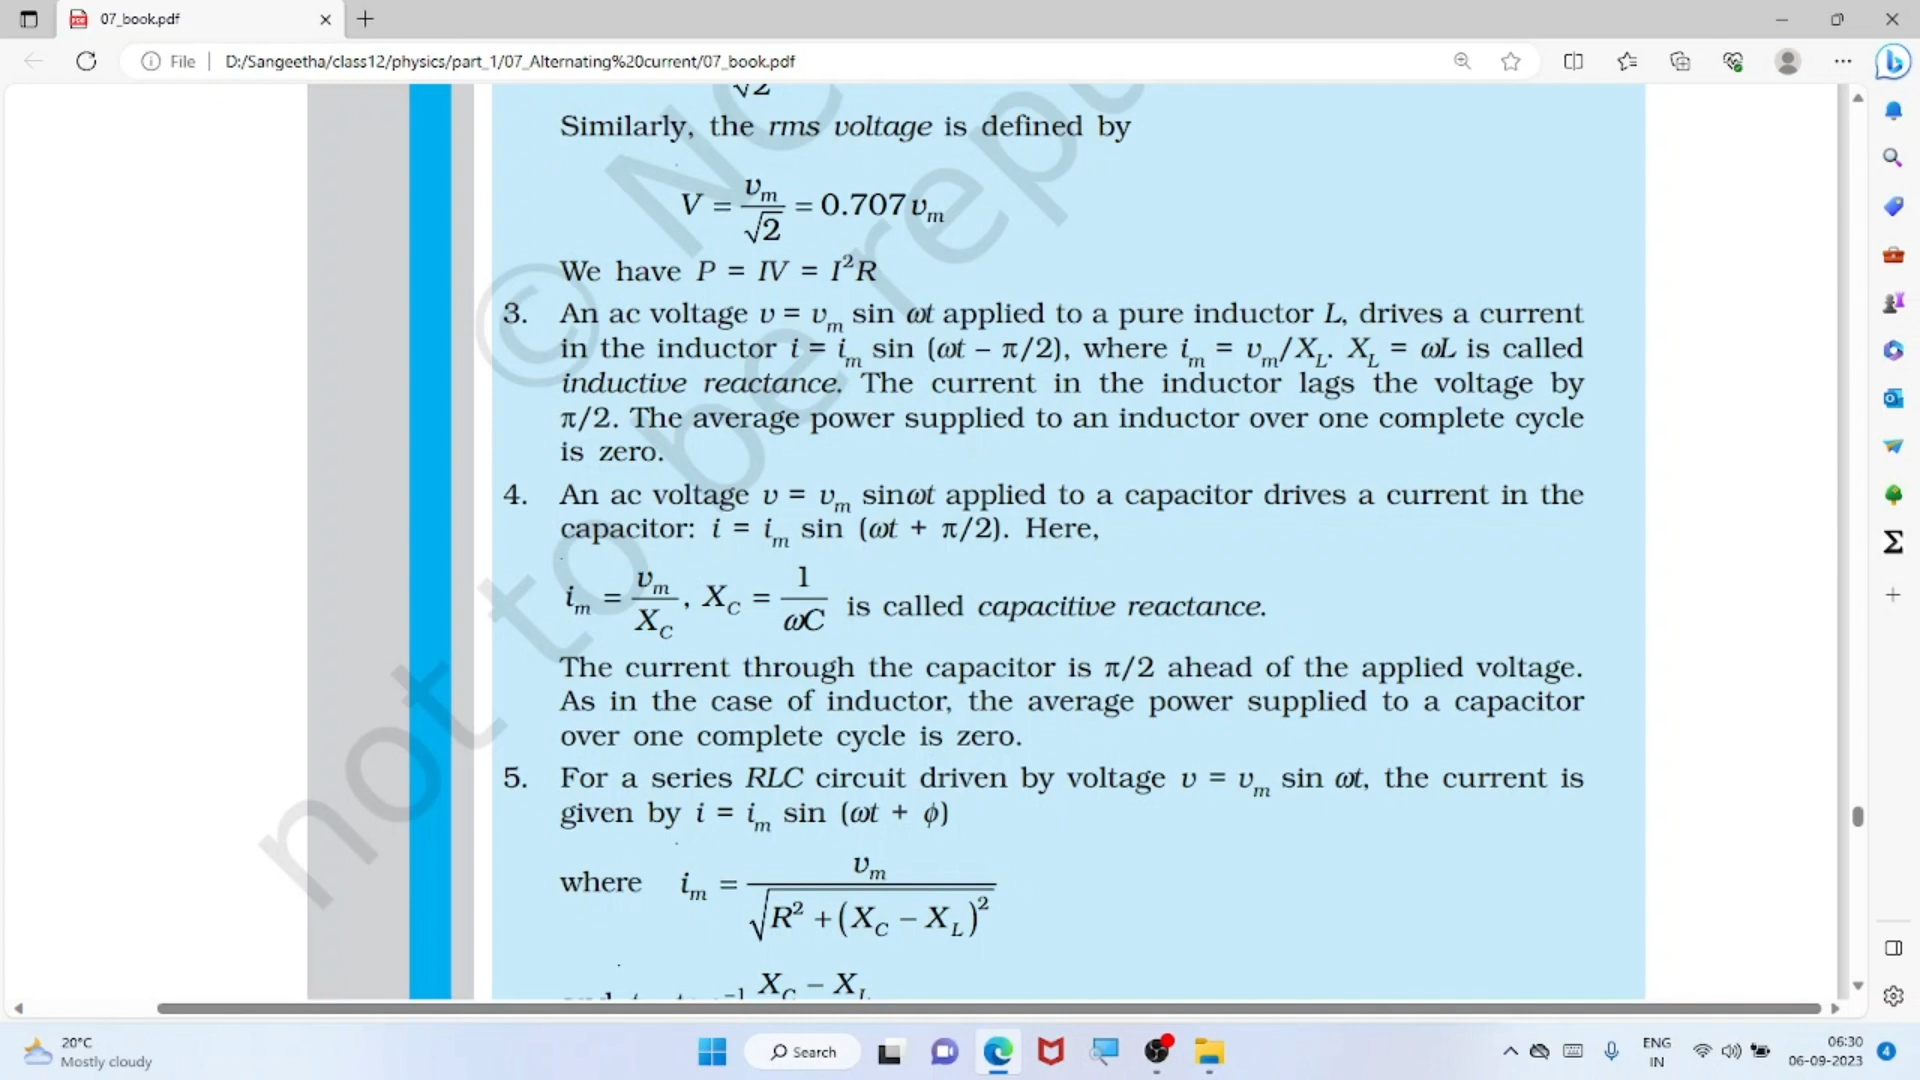 07_book.pdf
File
D:/Sangeetha/class12/physics/part_1/07_Alternating%20current/07_book.pdf
√2
Similarly, the rms voltage is defined by
V = v_m/√2 = 0.707 v_m
We have P = IV = I²R
3. An ac voltage v = v_m sin ωt applied to a pure inductor L, drives a current
in the inductor i = i_m sin (ωt – π/2), where i_m = v_m/X_L. X_L = ωL is called
inductive reactance. The current in the inductor lags the voltage by
π/2. The average power supplied to an inductor over one complete cycle
is zero.
4. An ac voltage v = v_m sinωt applied to a capacitor drives a current in the
capacitor: i = i_m sin (ωt + π/2). Here,
i_m = v_m/X_C, X_C = 1/ωC is called capacitive reactance.
The current through the capacitor is π/2 ahead of the applied voltage.
As in the case of inductor, the average power supplied to a capacitor
over one complete cycle is zero.
5. For a series RLC circuit driven by voltage v = v_m sin ωt, the current is
given by i = i_m sin (ωt + ϕ)
where i_m = v_m/√(R² + (X_C – X_L)²)
X_C – X_L
© NC
not to be rep
20°C
Mostly cloudy
Search
ENG
IN
06:30
06-09-2023
4